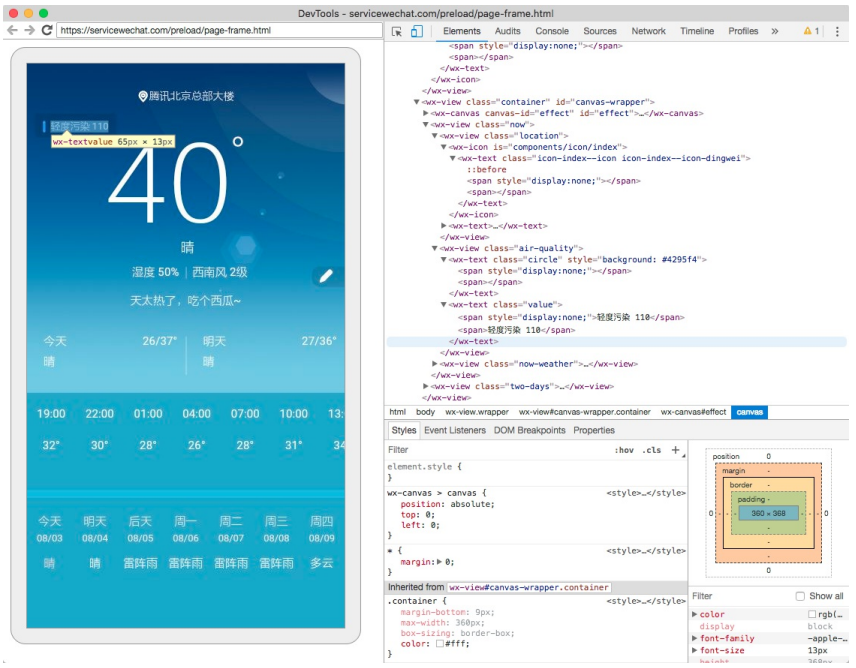 DevTools - servicewechat.com/preload/page-frame.html
https://servicewechat.com/preload/page-frame.html
腾讯北京总部大楼
轻度污染 110
wx-textvalue 65px × 13px
40°
晴
湿度 50% | 西南风 2级
天太热了，吃个西瓜~
今天 26/37° 明天 27/36°
晴 晴
19:00 22:00 01:00 04:00 07:00 10:00 13:
32° 30° 28° 26° 28° 31° 34
今天 明天 后天 周一 周二 周三 周四
08/03 08/04 08/05 08/06 08/07 08/08 08/09
晴 晴 雷阵雨 雷阵雨 雷阵雨 雷阵雨 多云
Elements Audits Console Sources Network Timeline Profiles » 1
<span style="display:none;"></span>
<span></span>
</wx-text>
</wx-icon>
</wx-view>
▼<wx-view class="container" id="canvas-wrapper">
▶<wx-canvas canvas-id="effect" id="effect">…</wx-canvas>
▼<wx-view class="now">
▼<wx-view class="location">
▼<wx-icon is="components/icon/index">
▼<wx-text class="icon-index--icon icon-index--icon-dingwei">
::before
<span style="display:none;"></span>
<span></span>
</wx-text>
</wx-icon>
▶<wx-text>…</wx-text>
</wx-view>
▼<wx-view class="air-quality">
▼<wx-text class="circle" style="background: #4295f4">
<span style="display:none;"></span>
<span></span>
</wx-text>
▼<wx-text class="value">
<span style="display:none;">轻度污染 110</span>
<span>轻度污染 110</span>
</wx-text>
</wx-view>
▶<wx-view class="now-weather">…</wx-view>
</wx-view>
▶<wx-view class="two-days">…</wx-view>
</wx-view>
html body wx-view.wrapper wx-view#canvas-wrapper.container wx-canvas#effect canvas
Styles Event Listeners DOM Breakpoints Properties
Filter :hov .cls +
element.style {
}
wx-canvas > canvas { <style>…</style>
position: absolute;
top: 0;
left: 0;
}
* { <style>…</style>
margin:▶ 0;
}
Inherited from wx-view#canvas-wrapper.container
.container { <style>…</style>
margin-bottom: 9px;
max-width: 360px;
box-sizing: border-box;
color: #fff;
}
position 0
margin -
border -
padding -
0 - - - 360 × 368 - - - 0
-
-
-
0
Filter Show all
▶ color rgb(…
display block
▶ font-family -apple-…
▶ font-size 13px
height 368px